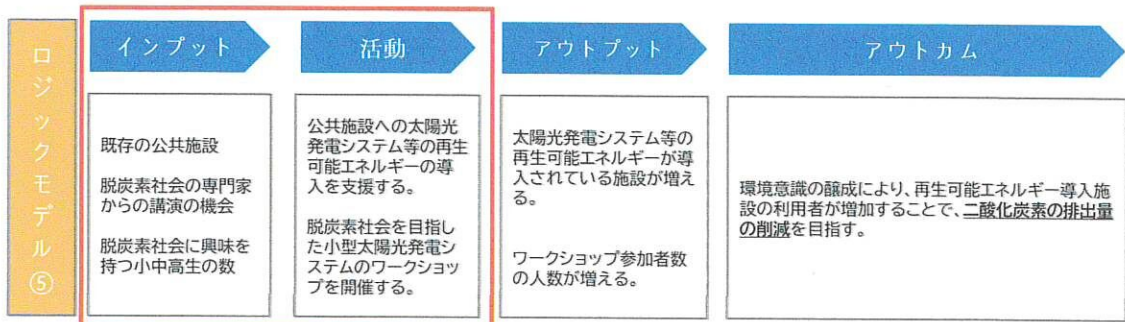 ロジックモデル⑤
インプット
活動
アウトプット
アウトカム
既存の公共施設
脱炭素社会の専門家
からの講演の機会
脱炭素社会に興味を
持つ小中高生の数
公共施設への太陽光
発電システム等の再生
可能エネルギーの導
入を支援する。
脱炭素社会を目指し
た小型太陽光発電シ
ステムのワークショッ
プを開催する。
太陽光発電システム等の
再生可能エネルギーが導
入されている施設が増え
る。
ワークショップ参加者数
の人数が増える。
環境意識の醸成により、再生可能エネルギー導入施
設の利用者が増加することで、二酸化炭素の排出量
の削減を目指す。